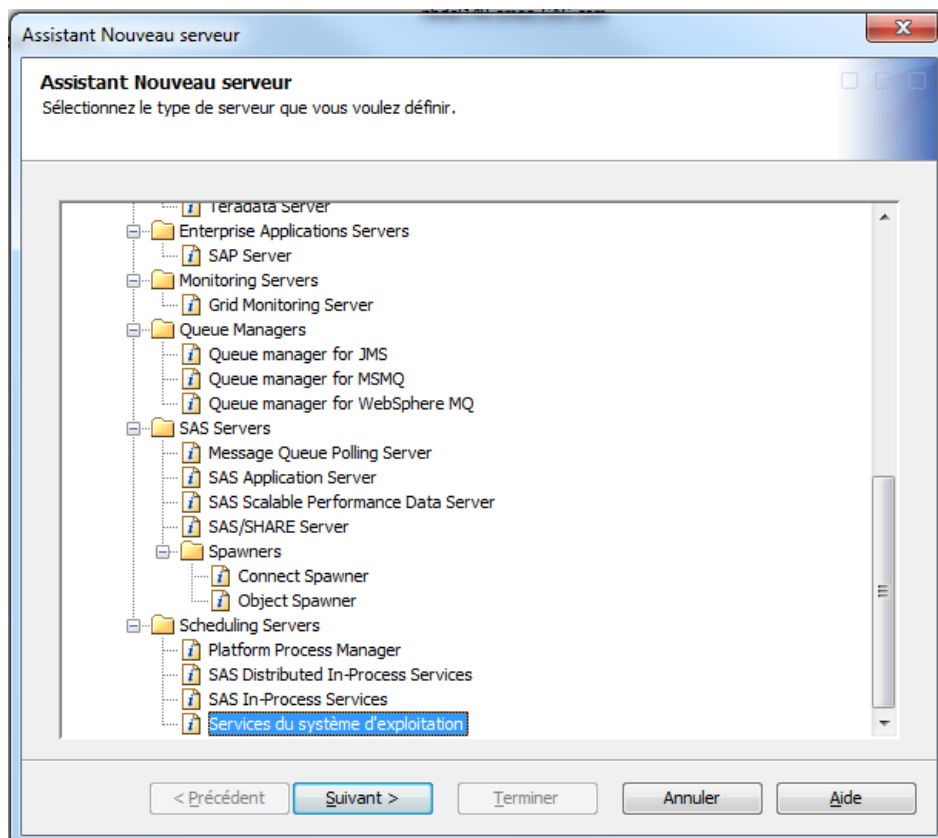 Assistant Nouveau serveur
Assistant Nouveau serveur
Sélectionnez le type de serveur que vous voulez définir.
Teradata Server
Enterprise Applications Servers
SAP Server
Monitoring Servers
Grid Monitoring Server
Queue Managers
Queue manager for JMS
Queue manager for MSMQ
Queue manager for WebSphere MQ
SAS Servers
Message Queue Polling Server
SAS Application Server
SAS Scalable Performance Data Server
SAS/SHARE Server
Spawners
Connect Spawner
Object Spawner
Scheduling Servers
Platform Process Manager
SAS Distributed In-Process Services
SAS In-Process Services
Services du système d'exploitation
< Précédent Suivant > Terminer Annuler Aide